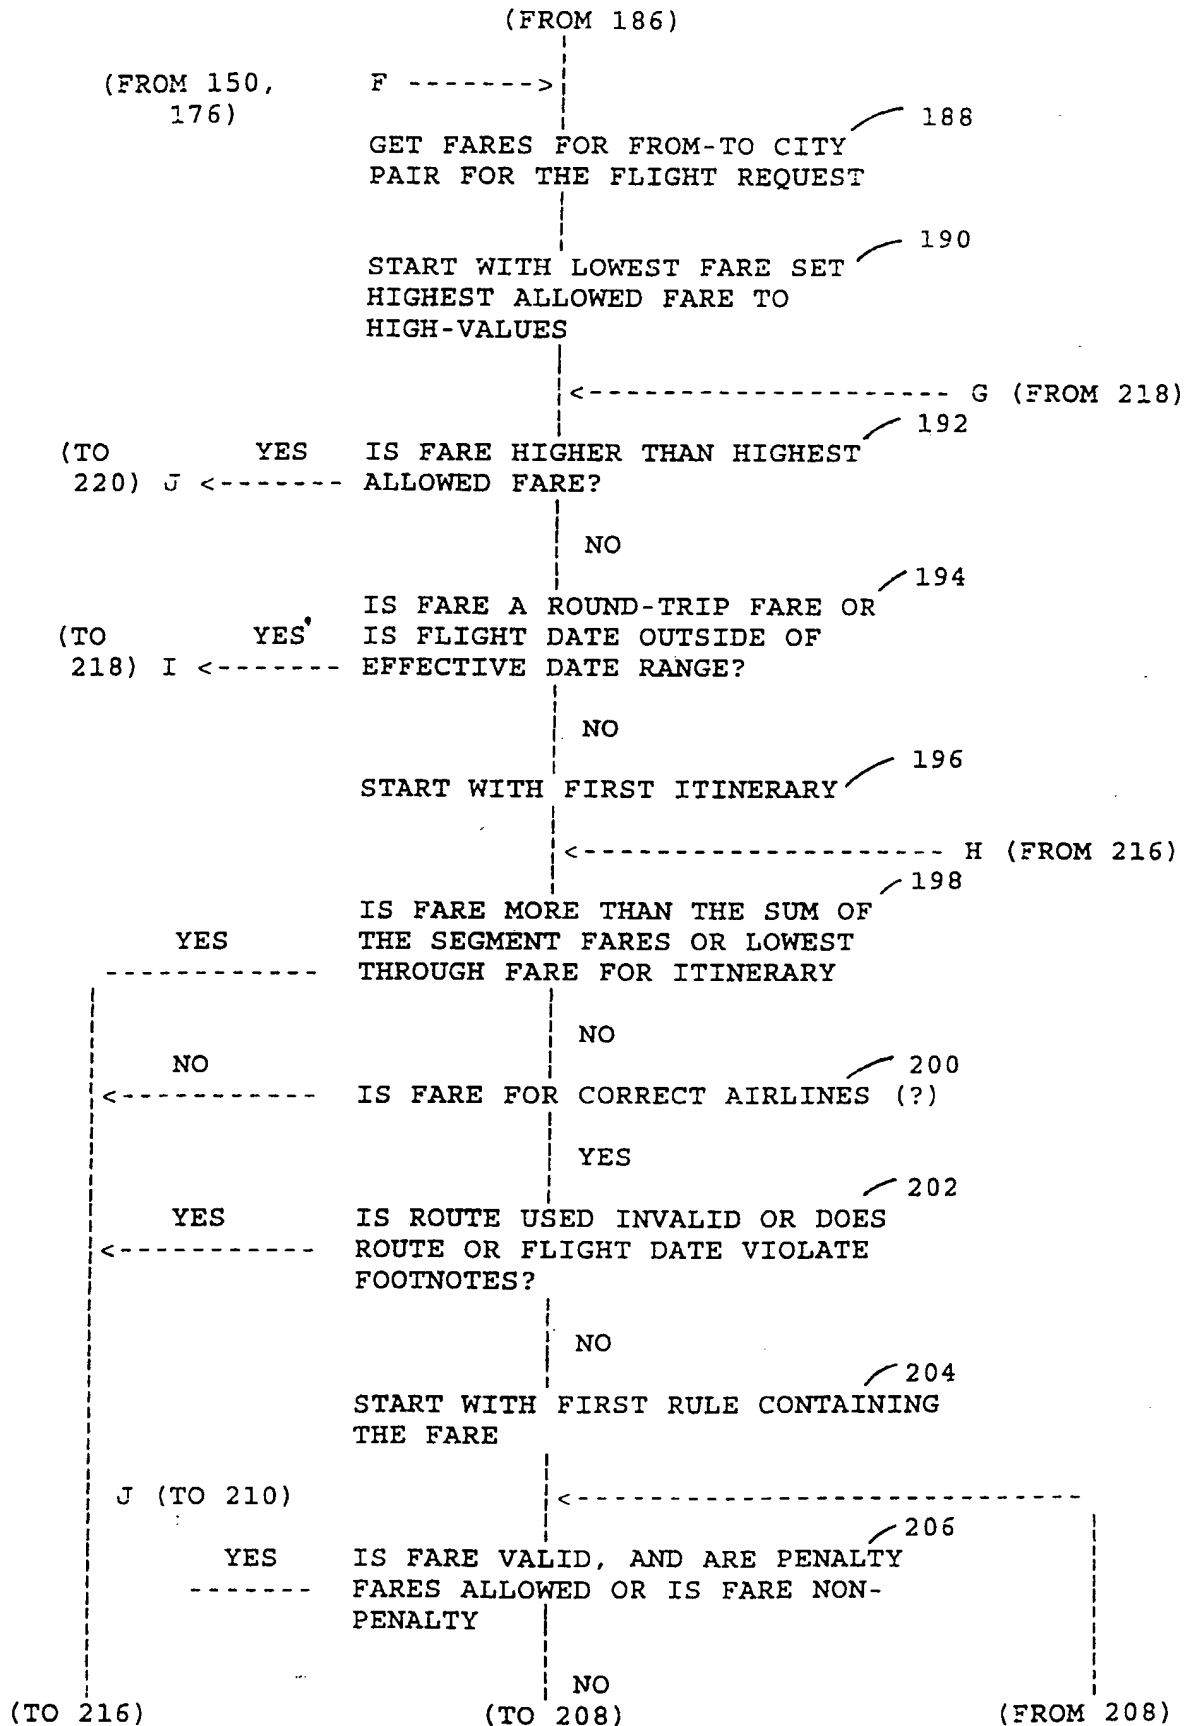 (FROM 186)
(FROM 150, F ------->
176)
188
GET FARES FOR FROM-TO CITY
PAIR FOR THE FLIGHT REQUEST
190
START WITH LOWEST FARE SET
HIGHEST ALLOWED FARE TO
HIGH-VALUES
<-------------------- G (FROM 218)
192
(TO YES IS FARE HIGHER THAN HIGHEST
220) J <------- ALLOWED FARE?
NO
194
IS FARE A ROUND-TRIP FARE OR
(TO YES IS FLIGHT DATE OUTSIDE OF
218) I <------- EFFECTIVE DATE RANGE?
NO
196
START WITH FIRST ITINERARY
<-------------------- H (FROM 216)
198
IS FARE MORE THAN THE SUM OF
YES THE SEGMENT FARES OR LOWEST
------------ THROUGH FARE FOR ITINERARY
NO
NO 200
<----------- IS FARE FOR CORRECT AIRLINES (?)
YES
202
YES IS ROUTE USED INVALID OR DOES
<----------- ROUTE OR FLIGHT DATE VIOLATE
FOOTNOTES?
NO
204
START WITH FIRST RULE CONTAINING
THE FARE
J (TO 210) <-----------------------------
206
YES IS FARE VALID, AND ARE PENALTY
------- FARES ALLOWED OR IS FARE NON-
PENALTY
NO
(TO 216) (TO 208) (FROM 208)